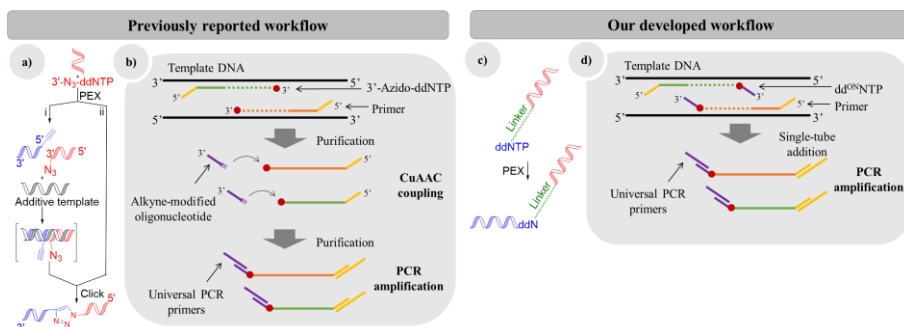 Previously reported workflow
Our developed workflow
a)
+
3'-N3-ddNTP
PEX
i
ii
5'
3'
3'
5'
N3
+
Additive template
N3
Click
3'
N=N
N
5'
b)
Template DNA
3'
5'
5'
3'
3'-Azido-ddNTP
3'
5'
Primer
5'
3'
Purification
3'
5'
CuAAC
coupling
Alkyne-modified
oligonucleotide
3'
5'
Purification
PCR
amplification
Universal PCR
primers
c)
Linker
ddNTP
PEX
Linker
ddN
d)
Template DNA
3'
5'
5'
3'
ddONNTP
3'
5'
Primer
5'
3'
Single-tube
addition
PCR
amplification
Universal PCR
primers